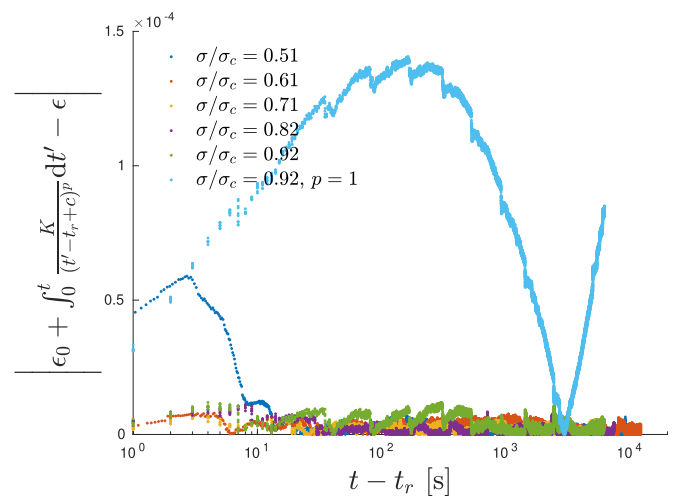 ×10⁻⁴
1.5
1
0.5
0
σ/σ_c = 0.51
σ/σ_c = 0.61
σ/σ_c = 0.71
σ/σ_c = 0.82
σ/σ_c = 0.92
σ/σ_c = 0.92, p = 1
|ϵ₀ + ∫₀ᵗ K/(t′−t_r+c)ᵖ dt′ − ϵ|
10⁰ 10¹ 10² 10³ 10⁴
t − t_r [s]